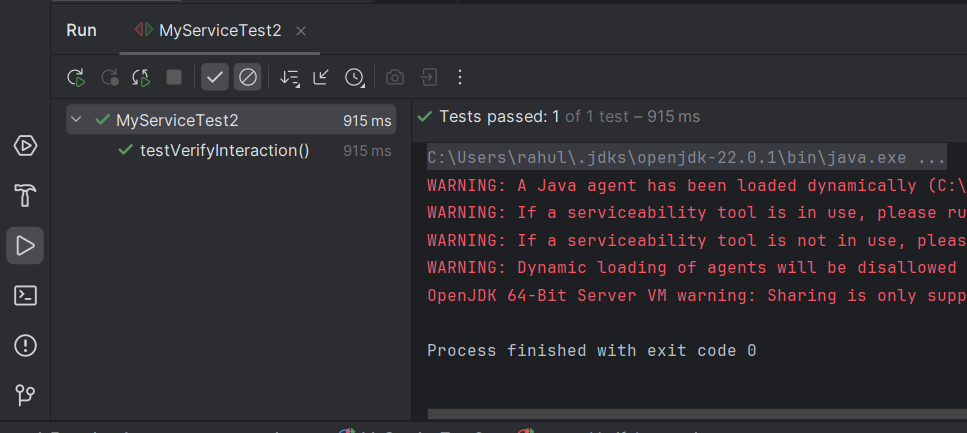 Run MyServiceTest2
MyServiceTest2 915 ms
testVerifyInteraction() 915 ms
Tests passed: 1 of 1 test – 915 ms
C:\Users\rahul\.jdks\openjdk-22.0.1\bin\java.exe ...
WARNING: A Java agent has been loaded dynamically (C:\
WARNING: If a serviceability tool is in use, please ru
WARNING: If a serviceability tool is not in use, pleas
WARNING: Dynamic loading of agents will be disallowed
OpenJDK 64-Bit Server VM warning: Sharing is only supp
Process finished with exit code 0